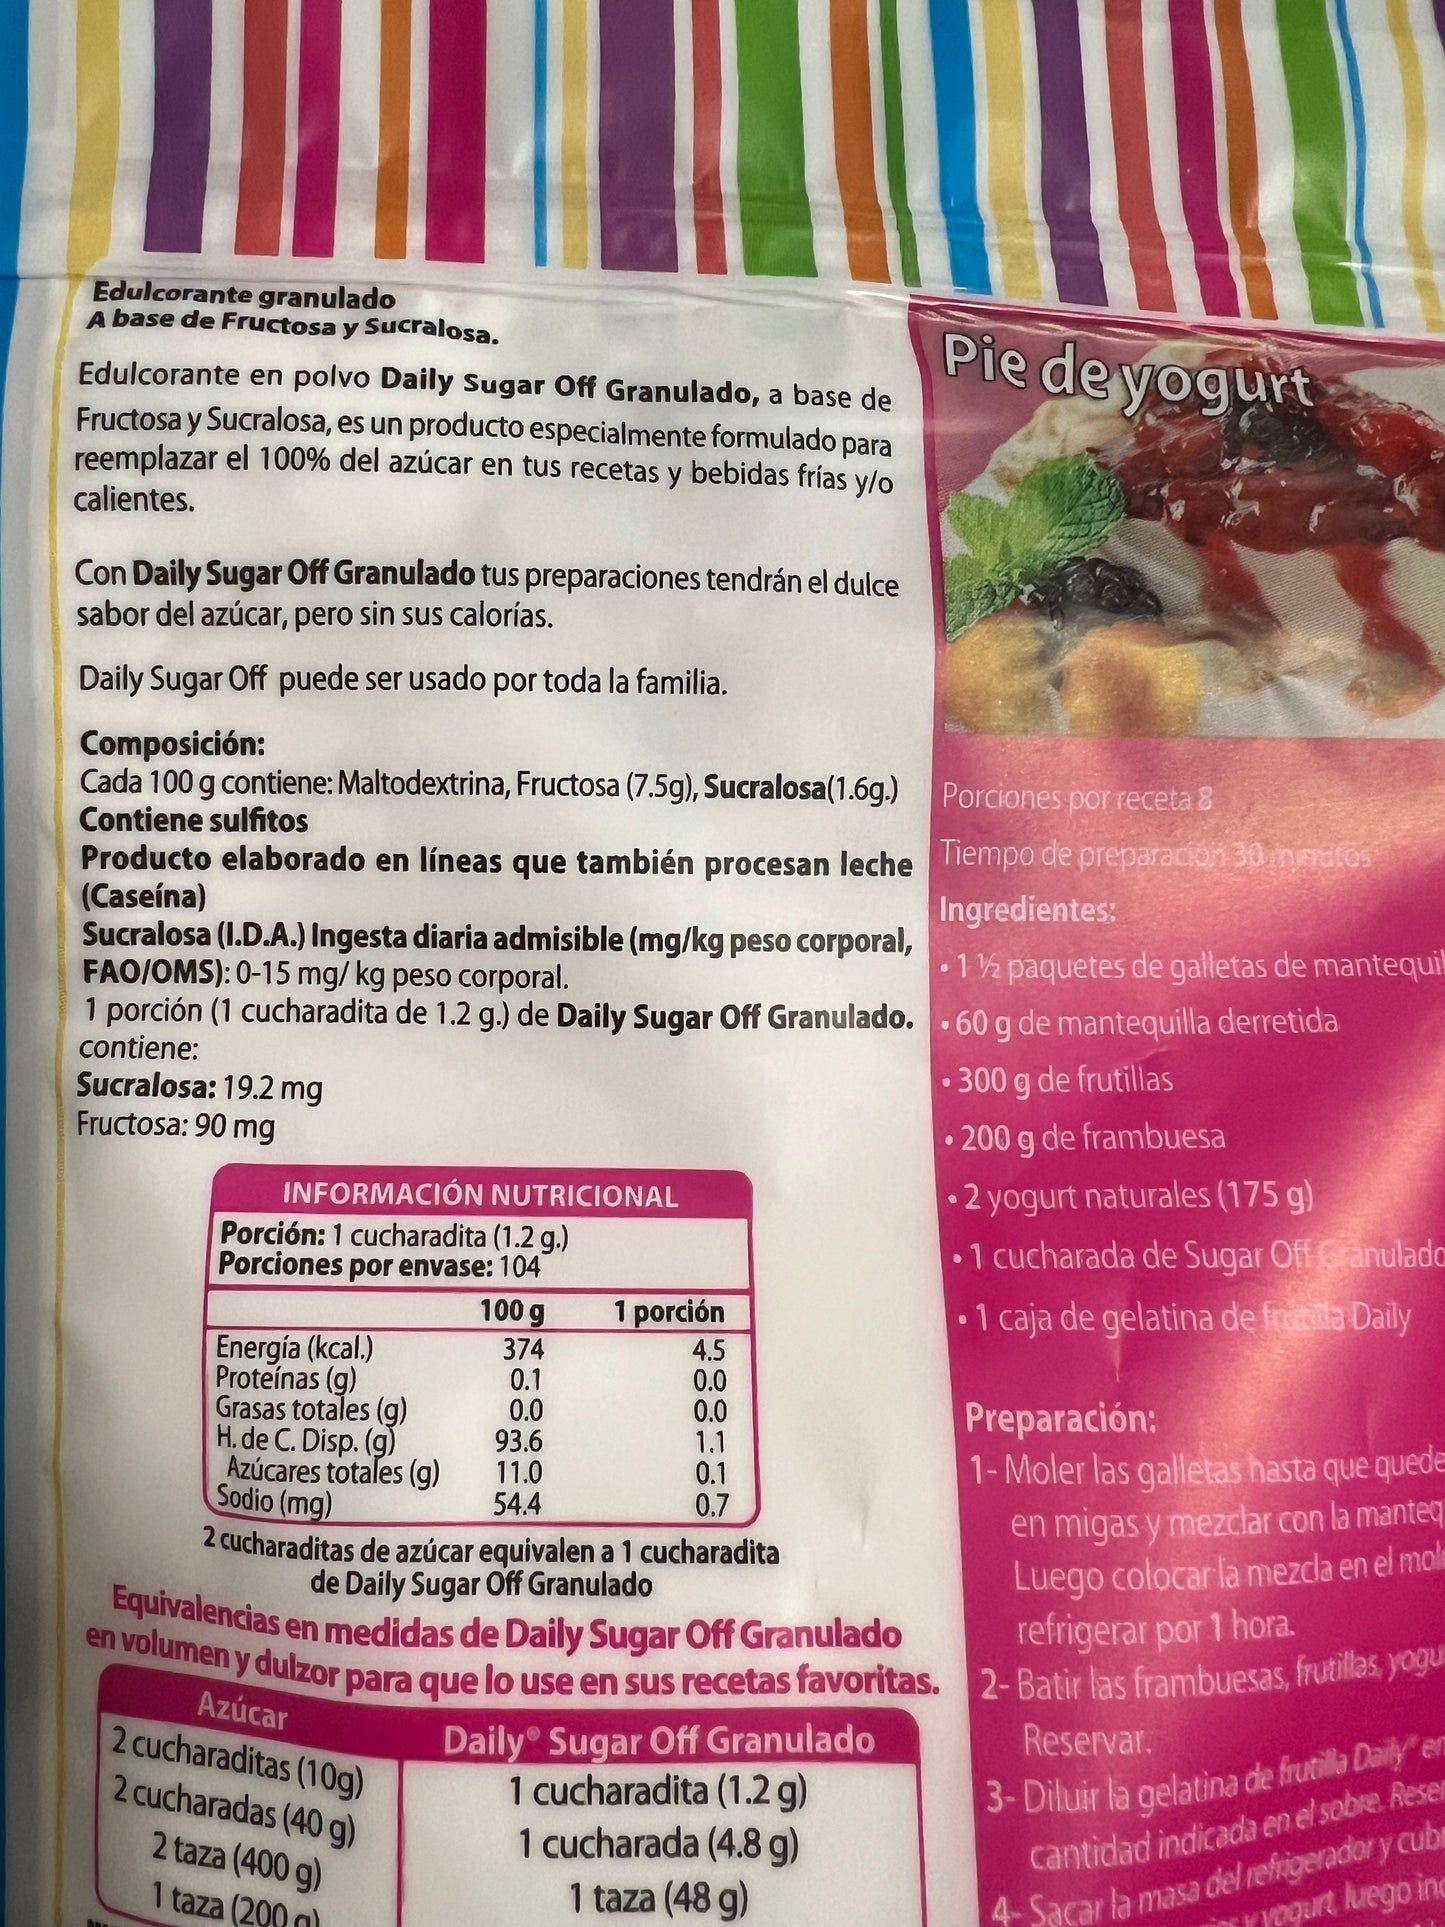 Edulcorante granulado
A base de Fructosa y Sucralosa.
Edulcorante en polvo Daily Sugar Off Granulado, a base de
Fructosa y Sucralosa, es un producto especialmente formulado para
reemplazar el 100% del azúcar en tus recetas y bebidas frías y/o
calientes.
Con Daily Sugar Off Granulado tus preparaciones tendrán el dulce
sabor del azúcar, pero sin sus calorías.
Daily Sugar Off puede ser usado por toda la familia.
Composición:
Cada 100 g contiene: Maltodextrina, Fructosa (7.5g), Sucralosa(1.6g.)
Contiene sulfitos
Producto elaborado en líneas que también procesan leche
(Caseína)
Sucralosa (I.D.A.) Ingesta diaria admisible (mg/kg peso corporal,
FAO/OMS): 0-15 mg/ kg peso corporal.
1 porción (1 cucharadita de 1.2 g.) de Daily Sugar Off Granulado.
contiene:
Sucralosa: 19.2 mg
Fructosa: 90 mg
INFORMACIÓN NUTRICIONAL
Porción: 1 cucharadita (1.2 g.)
Porciones por envase: 104
100 g 1 porción
Energía (kcal.) 374 4.5
Proteínas (g) 0.1 0.0
Grasas totales (g) 0.0 0.0
H. de C. Disp. (g) 93.6 1.1
Azúcares totales (g) 11.0 0.1
Sodio (mg) 54.4 0.7
2 cucharaditas de azúcar equivalen a 1 cucharadita
de Daily Sugar Off Granulado
Equivalencias en medidas de Daily Sugar Off Granulado
en volumen y dulzor para que lo use en sus recetas favoritas.
Azúcar Daily® Sugar Off Granulado
2 cucharaditas (10g) 1 cucharadita (1.2 g)
2 cucharadas (40 g) 1 cucharada (4.8 g)
2 taza (400 g) 1 taza (48 g)
1 taza (200 g)
Pie de yogurt
Porciones por receta 8
Tiempo de preparación 30 minutos
Ingredientes:
• 1 ½ paquetes de galletas de mantequil
• 60 g de mantequilla derretida
• 300 g de frutillas
• 200 g de frambuesa
• 2 yogurt naturales (175 g)
• 1 cucharada de Sugar Off Granulado
• 1 caja de gelatina de frutilla Daily
Preparación:
1- Moler las galletas hasta que quede
en migas y mezclar con la manteq
Luego colocar la mezcla en el mol
refrigerar por 1 hora.
2- Batir las frambuesas, frutillas, yogu
Reservar.
3- Diluir la gelatina de frutilla Daily® en
cantidad indicada en el sobre. Reser
4- Sacar la masa del refrigerador y cub
yogurt, luego inc